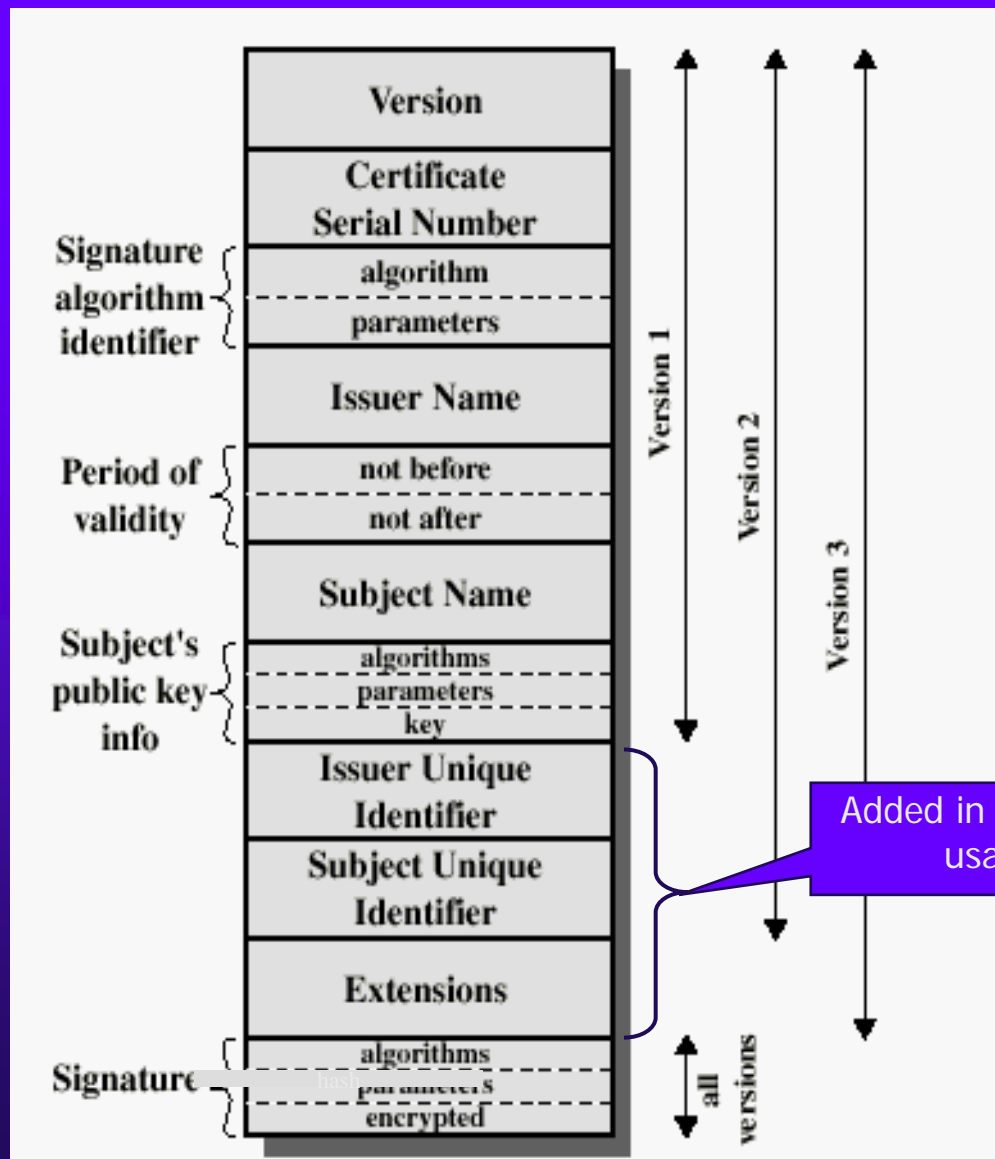 Version
Certificate
Serial Number
Signature
algorithm
identifier
algorithm
parameters
Issuer Name
Period of
validity
not before
not after
Subject Name
Subject's
public key
info
algorithms
parameters
key
Issuer Unique
Identifier
Subject Unique
Identifier
Extensions
Signature
algorithms
parameters
hash
encrypted
Version 1
Version 2
Version 3
Added in
all
versions